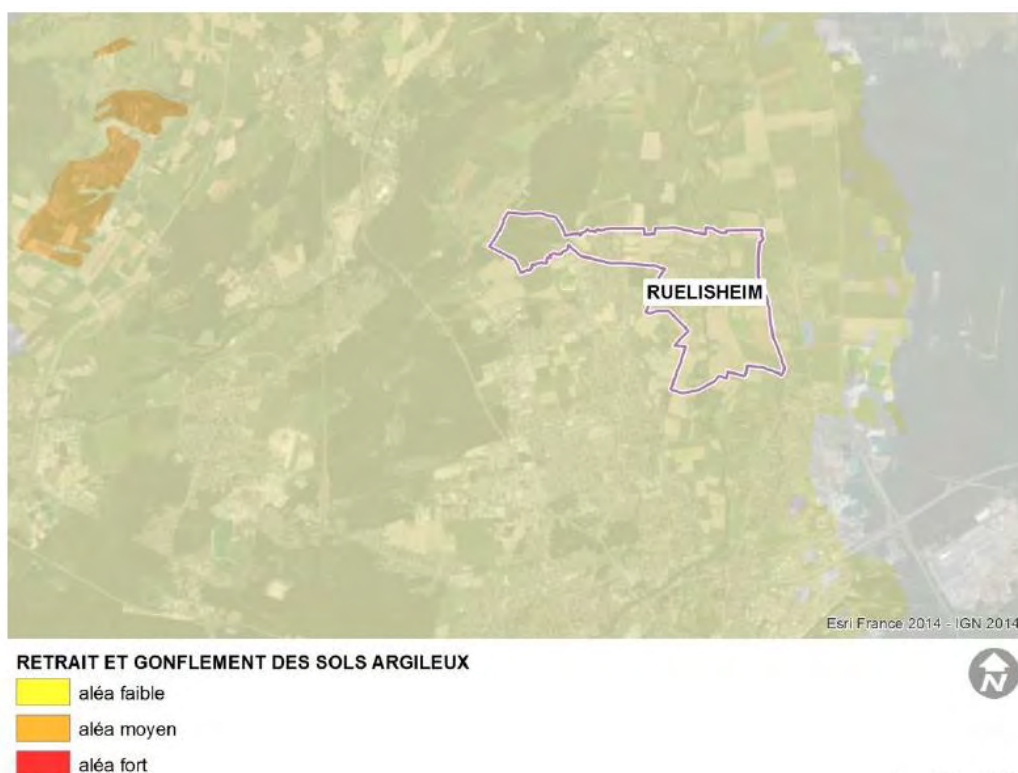 RUELISHEIM
Esri France 2014 - IGN 2014
RETRAIT ET GONFLEMENT DES SOLS ARGILEUX
N
aléa faible
aléa moyen
aléa fort